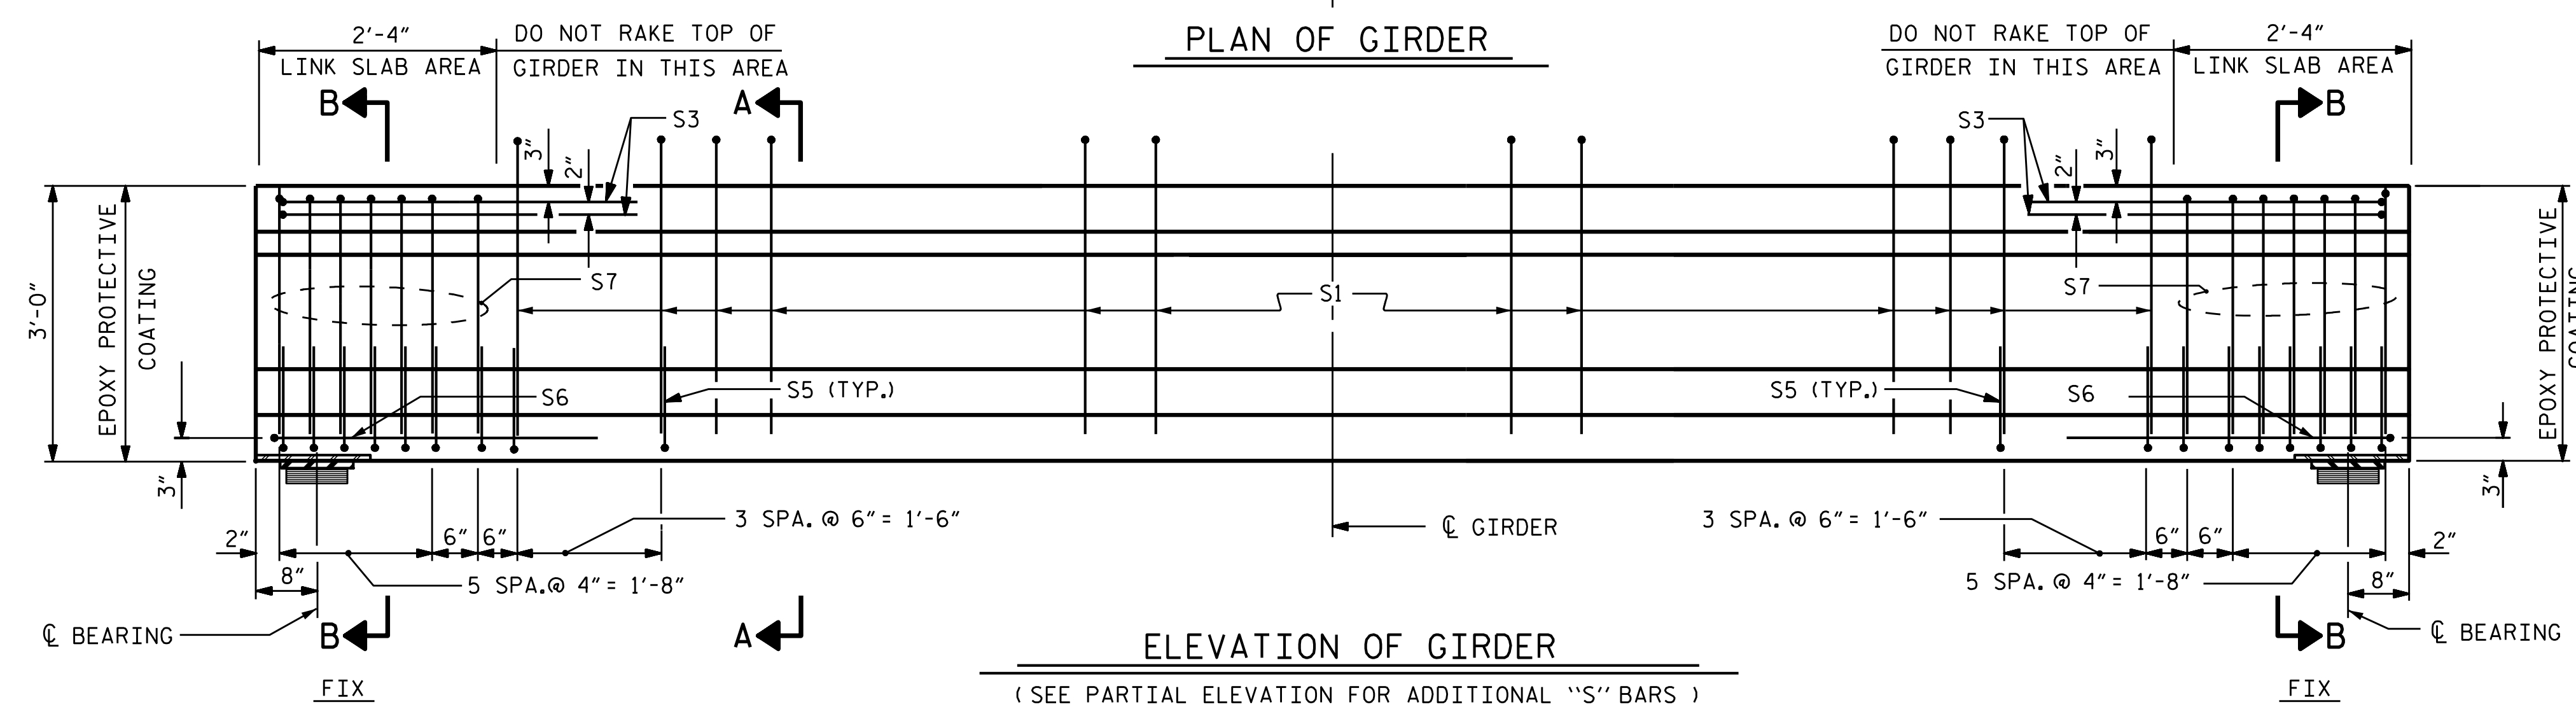 PLAN OF GIRDER
2'-4"
LINK SLAB AREA
DO NOT RAKE TOP OF
GIRDER IN THIS AREA
DO NOT RAKE TOP OF
GIRDER IN THIS AREA
2'-4"
LINK SLAB AREA
B
A
B
S3
S3
3"
2"
2"
3"
3'-0"
EPOXY PROTECTIVE
COATING
S7
S1
S7
EPOXY PROTECTIVE
S6
S5 (TYP.)
S5 (TYP.)
S6
3"
3"
2"
6"
6"
3 SPA. @ 6"= 1'-6"
℄ GIRDER
3 SPA. @ 6"= 1'-6"
6"
6"
2"
8"
5 SPA.@ 4"= 1'-8"
5 SPA. @ 4"= 1'-8"
8"
℄ BEARING
B
A
B
℄ BEARING
ELEVATION OF GIRDER
FIX
(SEE PARTIAL ELEVATION FOR ADDITIONAL "S" BARS )
FIX